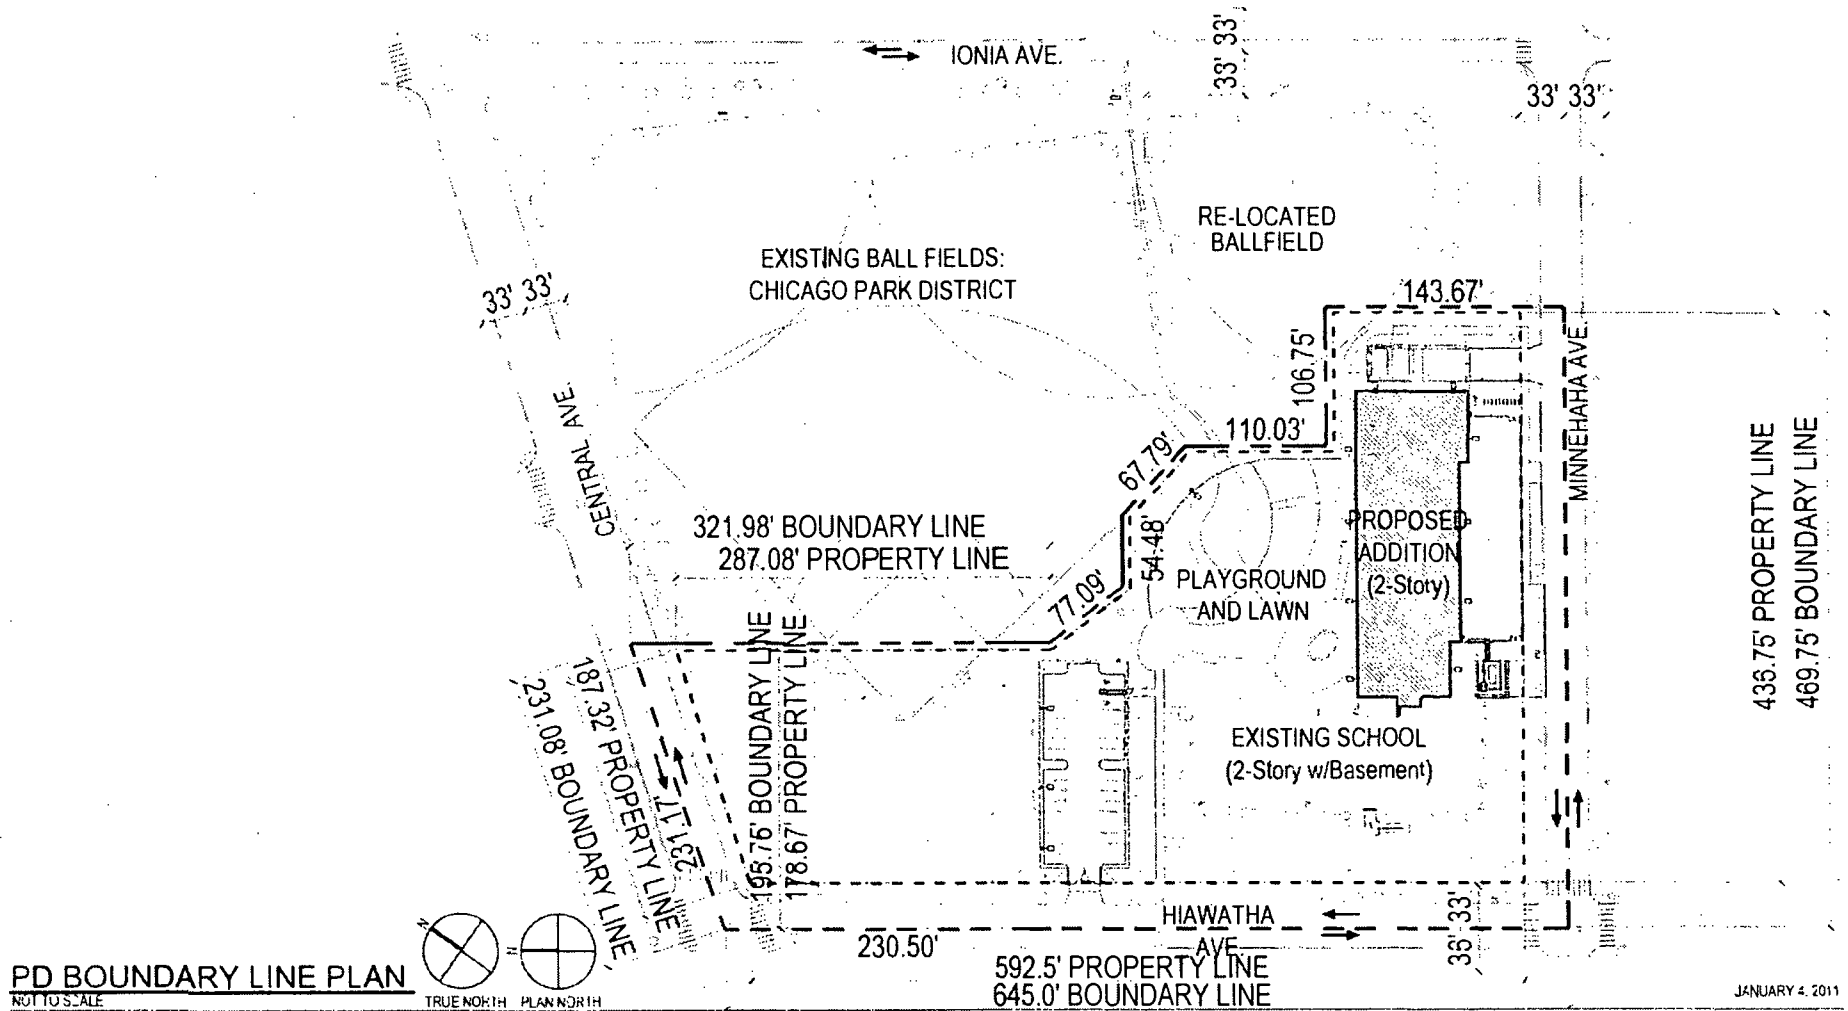 IONIA AVE.
33' 33'
33' 33'
33' 33'
RE-LOCATED
BALLFIELD
EXISTING BALL FIELDS:
CHICAGO PARK DISTRICT
33' 33'
143.67'
106.75'
MINNEHAHA AVE.
110.03'
67.79'
CENTRAL AVE.
436.75' PROPERTY LINE
469.75' BOUNDARY LINE
321.98' BOUNDARY LINE
287.08' PROPERTY LINE
54.48'
77.09'
PROPOSED
ADDITION
(2-Story)
PLAYGROUND
AND LAWN
195.76' BOUNDARY LINE
178.67' PROPERTY LINE
187.32' PROPERTY LINE
231.08' BOUNDARY LINE
231.17'
EXISTING SCHOOL
(2-Story w/Basement)
HIAWATHA
AVE.
33'
230.50'
592.5' PROPERTY LINE
645.0' BOUNDARY LINE
PD BOUNDARY LINE PLAN
NOT TO SCALE
N
TRUE NORTH
PLAN NORTH
JANUARY 4, 2011